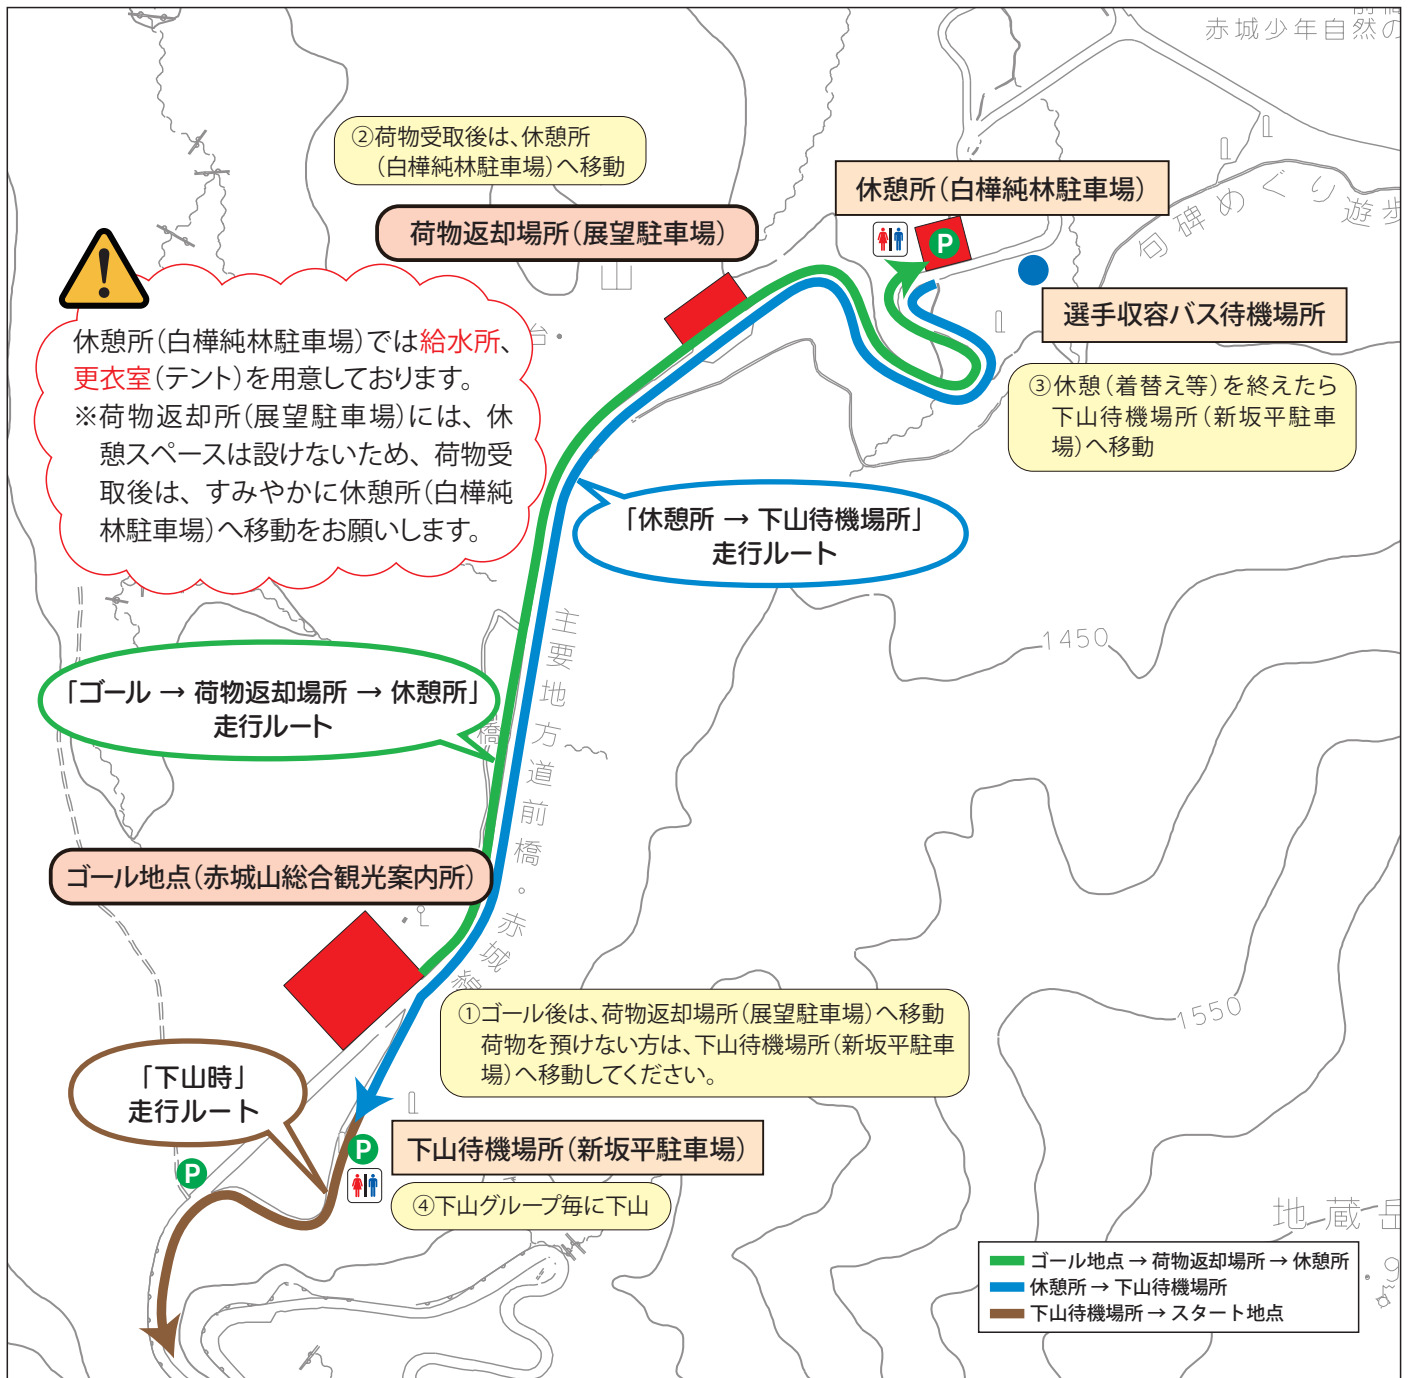 赤城少年自然の
②荷物受取後は、休憩所
(白樺純林駐車場)へ移動
休憩所(白樺純林駐車場)
荷物返却場所(展望駐車場)
P
句碑めぐり遊歩
山
選手収容バス待機場所
台
休憩所(白樺純林駐車場)では給水所、
更衣室(テント)を用意しております。
※荷物返却所(展望駐車場)には、休
憩スペースは設けないため、荷物受
取後は、すみやかに休憩所(白樺純
林駐車場)へ移動をお願いします。
③休憩(着替え等)を終えたら
下山待機場所(新坂平駐車
場)へ移動
「休憩所 → 下山待機場所」
走行ルート
主要地方道前橋・赤城線
1450
「ゴール → 荷物返却場所 → 休憩所」
走行ルート
橋
ゴール地点(赤城山総合観光案内所)
①ゴール後は、荷物返却場所(展望駐車場)へ移動
荷物を預けない方は、下山待機場所(新坂平駐車
場)へ移動してください。
1550
「下山時」
走行ルート
P
下山待機場所(新坂平駐車場)
P
④下山グループ毎に下山
地蔵岳
ゴール地点 → 荷物返却場所 → 休憩所
休憩所 → 下山待機場所
下山待機場所 → スタート地点